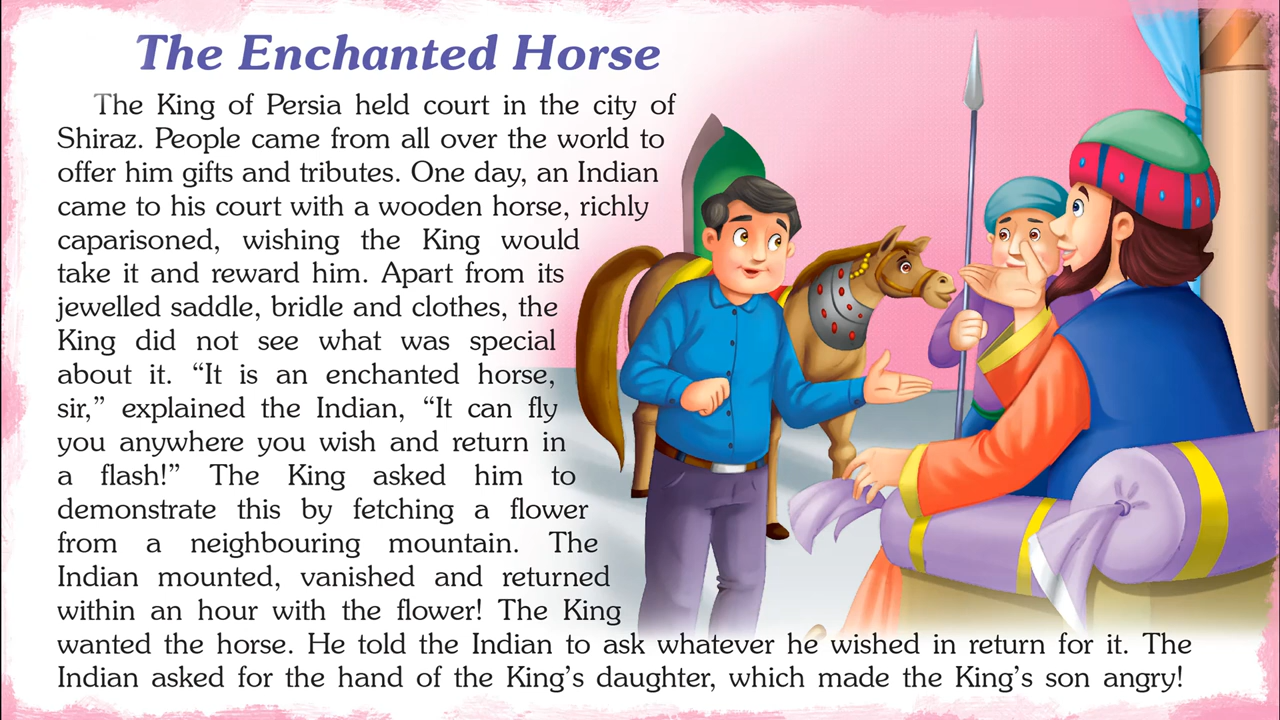 The Enchanted Horse
The King of Persia held court in the city of
Shiraz. People came from all over the world to
offer him gifts and tributes. One day, an Indian
came to his court with a wooden horse, richly
caparisoned, wishing the King would
take it and reward him. Apart from its
jewelled saddle, bridle and clothes, the
King did not see what was special
about it. “It is an enchanted horse,
sir,” explained the Indian, “It can fly
you anywhere you wish and return in
a flash!” The King asked him to
demonstrate this by fetching a flower
from a neighbouring mountain. The
Indian mounted, vanished and returned
within an hour with the flower! The King
wanted the horse. He told the Indian to ask whatever he wished in return for it. The
Indian asked for the hand of the King’s daughter, which made the King’s son angry!